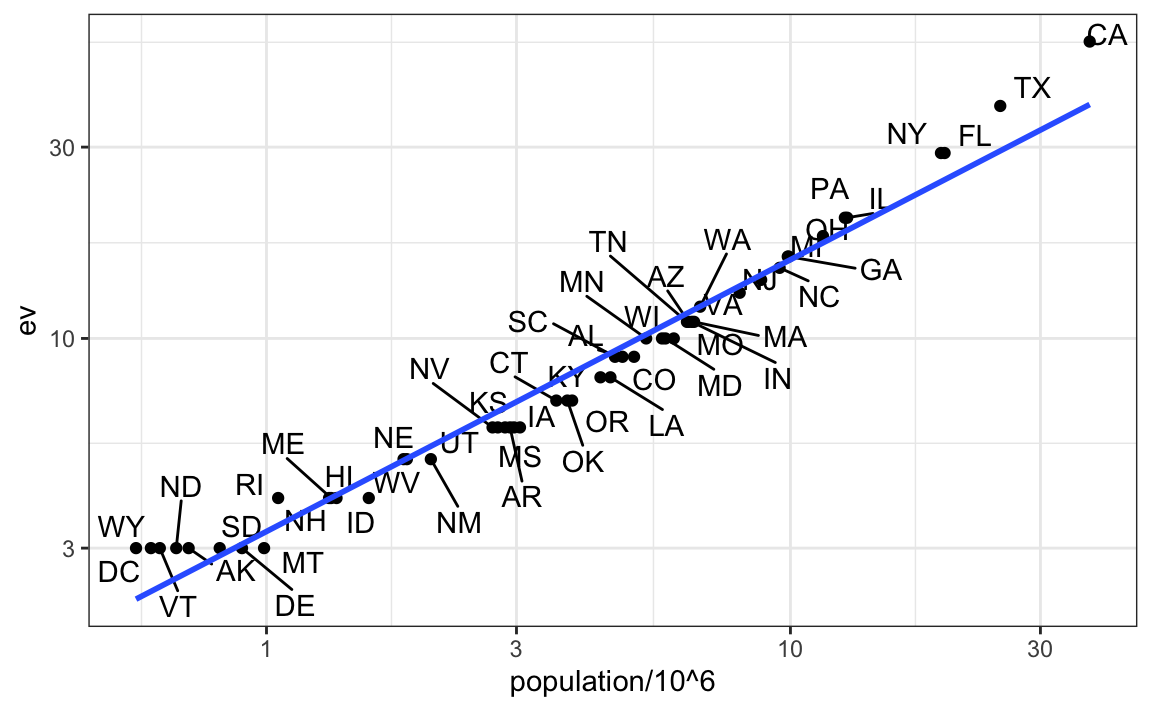 CA
TX
NY FL
30
PA IL
OH
TN WA MI
GA
MN AZ NJ NC
VA
SC WI
ev
10 AL MA
MO
NV CT KY CO MD IN
KS IA OR LA
ME NE UT MS OK
ND RI HI WV AR
WY SD NH ID NM
3
DC AK MT
VT DE
1 3 10 30
population/10^6